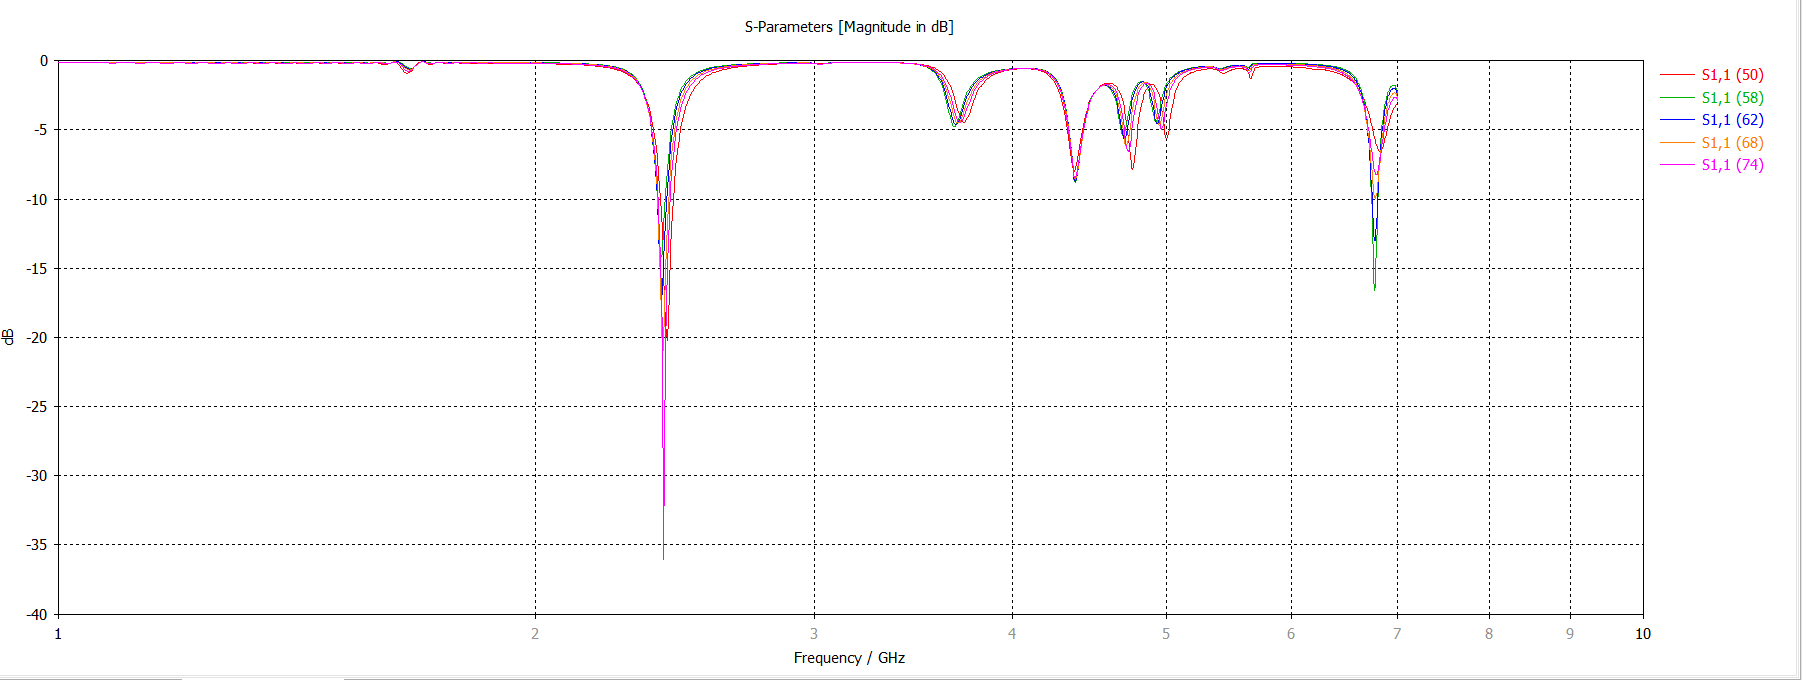 S-Parameters [Magnitude in dB]
0
-5
-10
-15
-20
-25
-30
-35
-40
dB
1
2
3
4
5
6
7
8
9
10
Frequency / GHz
S1,1 (50)
S1,1 (58)
S1,1 (62)
S1,1 (68)
S1,1 (74)